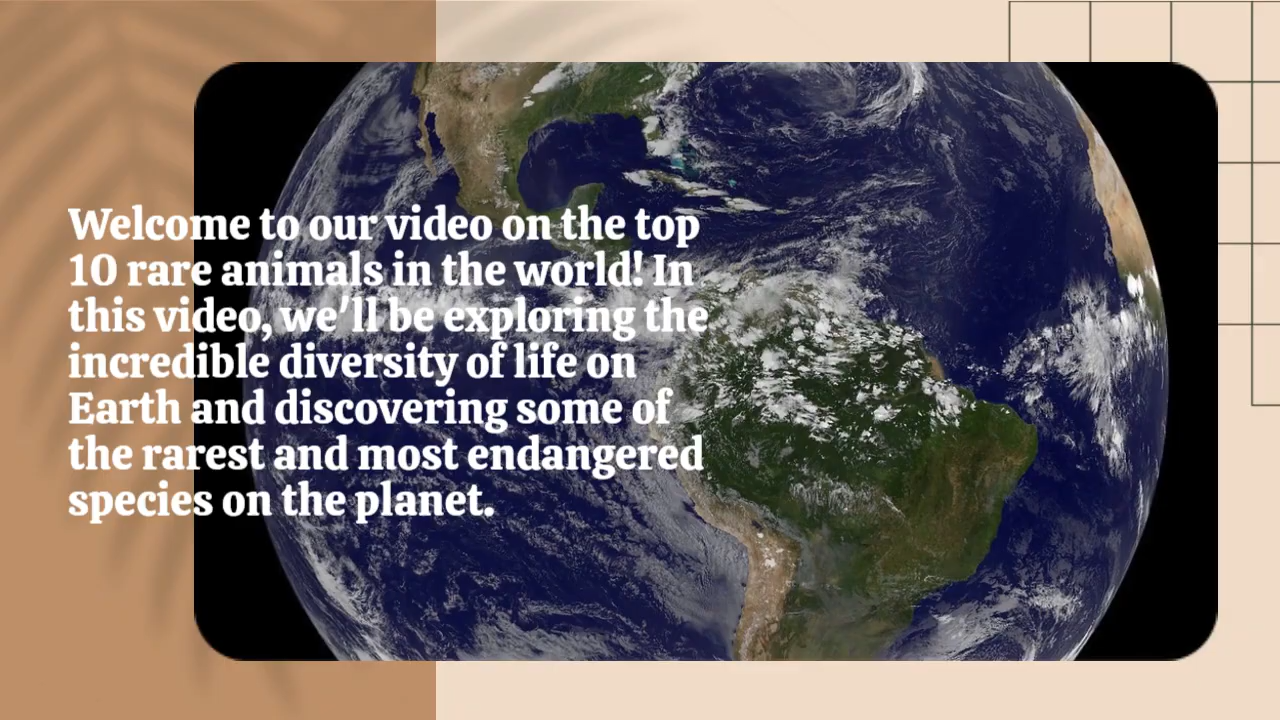 Welcome to our video on the top
10 rare animals in the world! In
this video, we'll be exploring the
incredible diversity of life on
Earth and discovering some of
the rarest and most endangered
species on the planet.